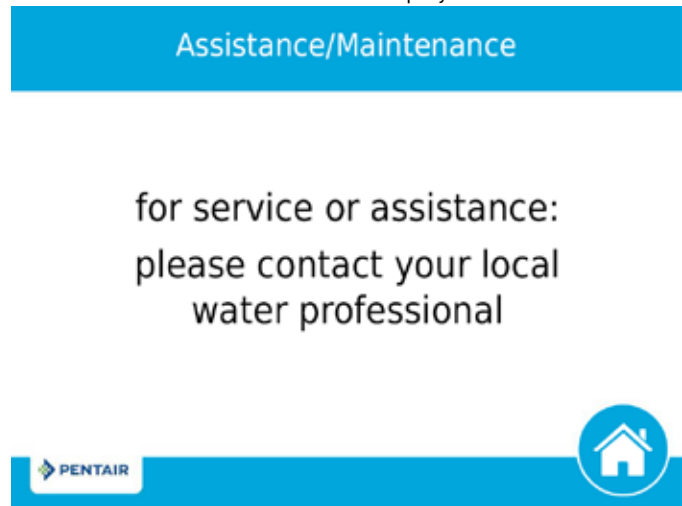 Assistance/Maintenance
for service or assistance:
please contact your local
water professional
PENTAIR